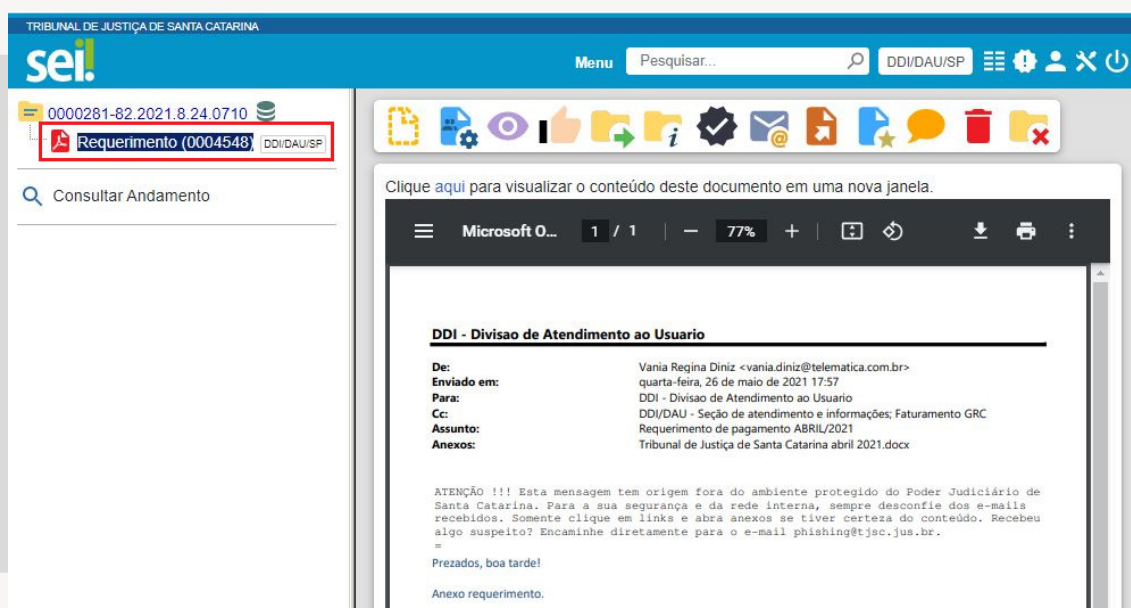 TRIBUNAL DE JUSTIÇA DE SANTA CATARINA
sei!
Menu Pesquisar... DDI/DAU/SP
0000281-82.2021.8.24.0710
Requerimento (0004548) DDI/DAU/SP
Consultar Andamento
Clique aqui para visualizar o conteúdo deste documento em uma nova janela.
Microsoft O... 1 / 1 77%
DDI - Divisao de Atendimento ao Usuario
De: Vania Regina Diniz <vania.diniz@telematica.com.br>
Enviado em: quarta-feira, 26 de maio de 2021 17:57
Para: DDI - Divisao de Atendimento ao Usuario
Cc: DDI/DAU - Seção de atendimento e informações; Faturamento GRC
Assunto: Requerimento de pagamento ABRIL/2021
Anexos: Tribunal de Justiça de Santa Catarina abril 2021.docx
ATENÇÃO !!! Esta mensagem tem origem fora do ambiente protegido do Poder Judiciário de
Santa Catarina. Para a sua segurança e da rede interna, sempre desconfie dos e-mails
recebidos. Somente clique em links e abra anexos se tiver certeza do conteúdo. Recebeu
algo suspeito? Encaminhe diretamente para o e-mail phishing@tjsc.jus.br.
=
Prezados, boa tarde!
Anexo requerimento.